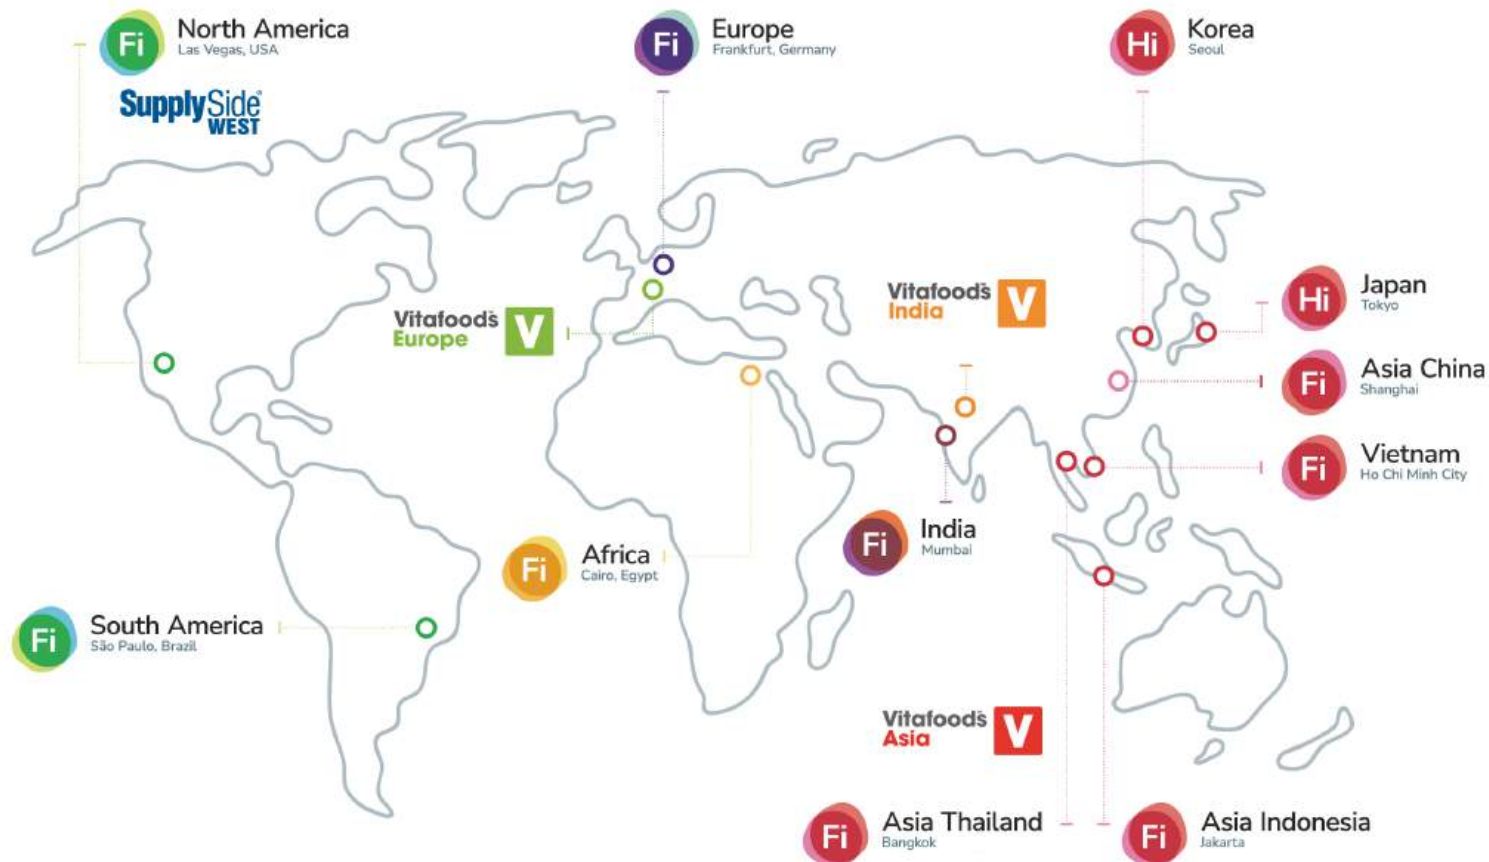 Fi
North America
Las Vegas, USA
SupplySide®
WEST
Fi
Europe
Frankfurt, Germany
Hi
Korea
Seoul
Vitafoods
Europe
V
Vitafoods
India
V
Hi
Japan
Tokyo
Fi
Asia China
Shanghai
Fi
Vietnam
Ho Chi Minh City
Fi
India
Mumbai
Fi
Africa
Cairo, Egypt
Fi
South America
São Paulo, Brazil
Vitafoods
Asia
V
Fi
Asia Thailand
Bangkok
Fi
Asia Indonesia
Jakarta